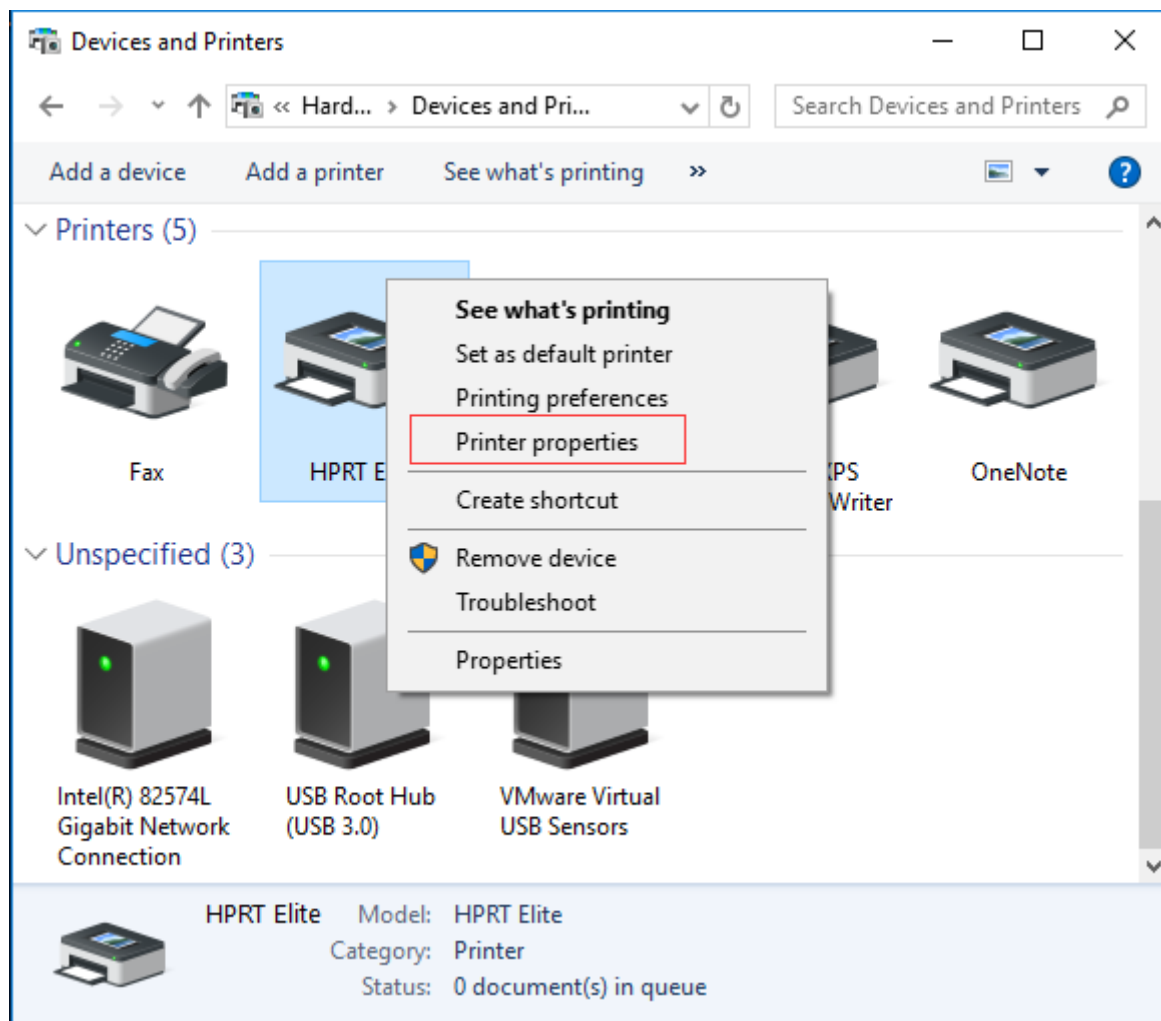 Devices and Printers
« Hard... > Devices and Pri...
Search Devices and Printers
Add a device Add a printer See what's printing »
Printers (5)
See what's printing
Set as default printer
Printing preferences
Printer properties
Create shortcut
Remove device
Troubleshoot
Properties
Fax
HPRT E
XPS
Writer
OneNote
Unspecified (3)
Intel(R) 82574L
Gigabit Network
Connection
USB Root Hub
(USB 3.0)
VMware Virtual
USB Sensors
HPRT Elite Model: HPRT Elite
Category: Printer
Status: 0 document(s) in queue